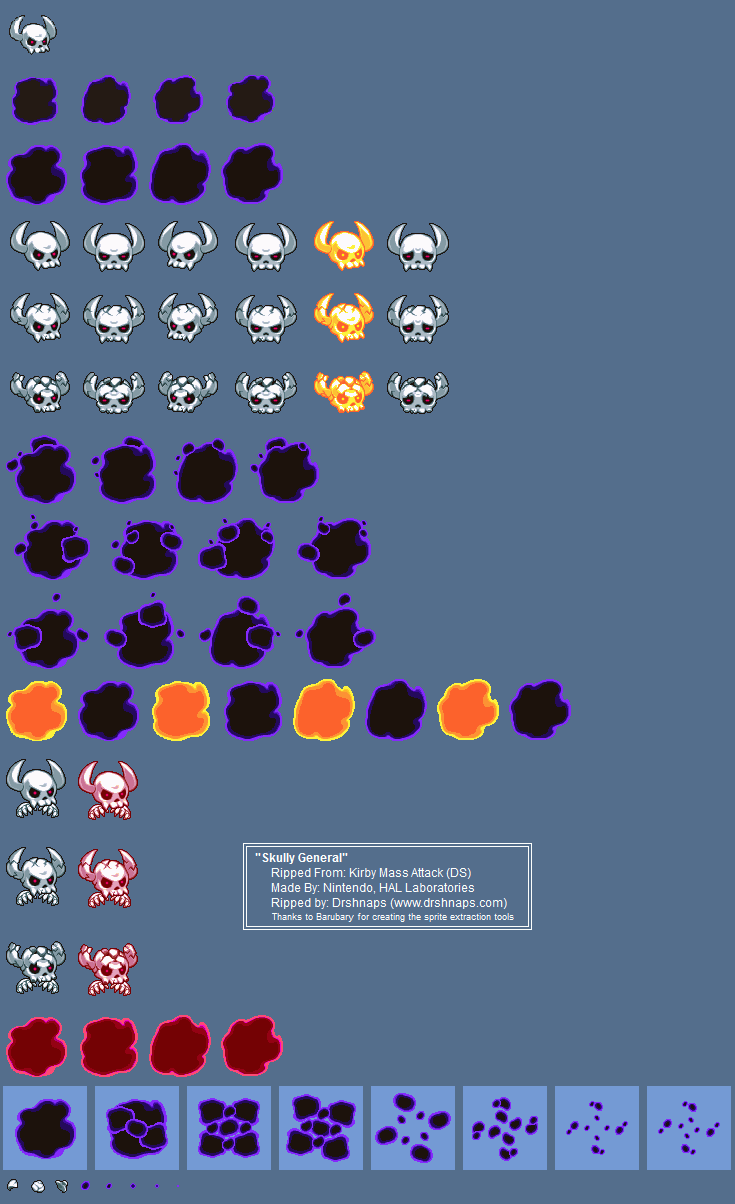 "Skully General"
Ripped From: Kirby Mass Attack (DS)
Made By: Nintendo, HAL Laboratories
Ripped by: Drshnaps (www.drshnaps.com)
Thanks to Barubary for creating the sprite extraction tools